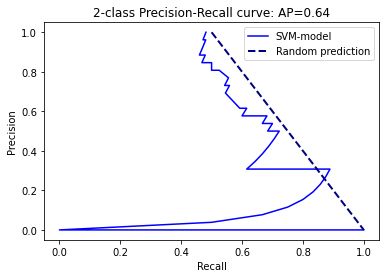 2-class Precision-Recall curve: AP=0.64
SVM-model
Random prediction
Precision
1.0
0.8
0.6
0.4
0.2
0.0
0.0 0.2 0.4 0.6 0.8 1.0
Recall